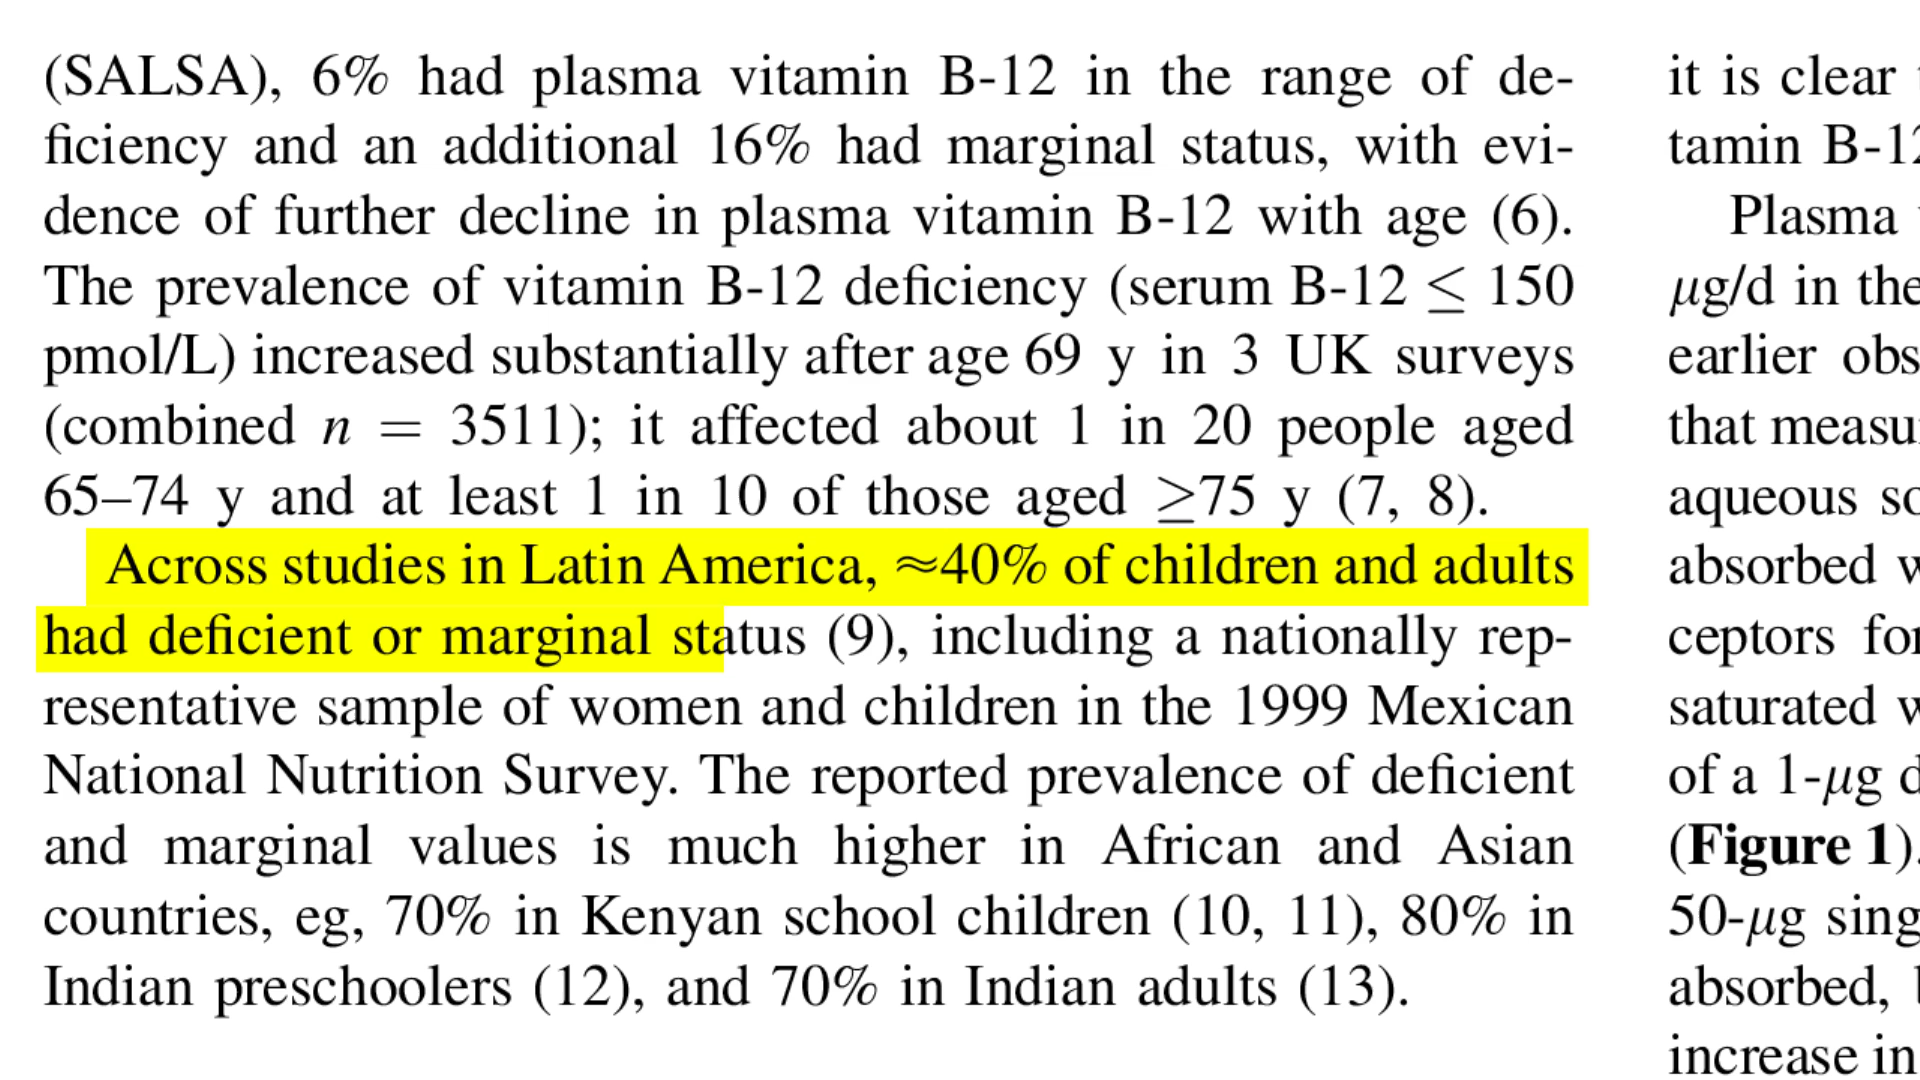 (SALSA), 6% had plasma vitamin B-12 in the range of de-
ficiency and an additional 16% had marginal status, with evi-
dence of further decline in plasma vitamin B-12 with age (6).
The prevalence of vitamin B-12 deficiency (serum B-12 ≤ 150
pmol/L) increased substantially after age 69 y in 3 UK surveys
(combined n = 3511); it affected about 1 in 20 people aged
65–74 y and at least 1 in 10 of those aged ≥75 y (7, 8).
Across studies in Latin America, ≈40% of children and adults
had deficient or marginal status (9), including a nationally rep-
resentative sample of women and children in the 1999 Mexican
National Nutrition Survey. The reported prevalence of deficient
and marginal values is much higher in African and Asian
countries, eg, 70% in Kenyan school children (10, 11), 80% in
Indian preschoolers (12), and 70% in Indian adults (13).
it is clear
tamin B-12
Plasma
μg/d in the
earlier obs
that measu
aqueous so
absorbed
ceptors for
saturated
of a 1-μg d
(Figure 1).
50-μg sing
absorbed,
increase in